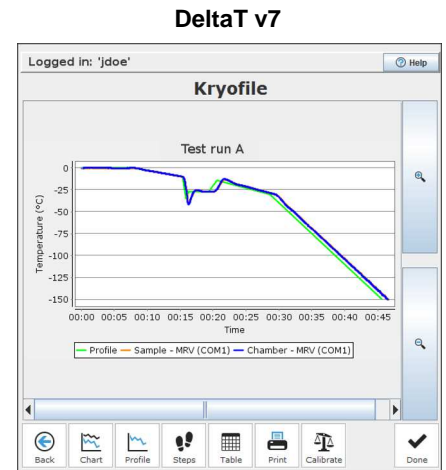 DeltaT v7
Logged in: 'jdoe'
Help
Kryofile
Test run A
Temperature (°C)
0
-25
-50
-75
-100
-125
-150
00:00 00:05 00:10 00:15 00:20 00:25 00:30 00:35 00:40 00:45
Time
Profile Sample - MRV (COM1) Chamber - MRV (COM1)
Back Chart Profile Steps Table Print Calibrate Done